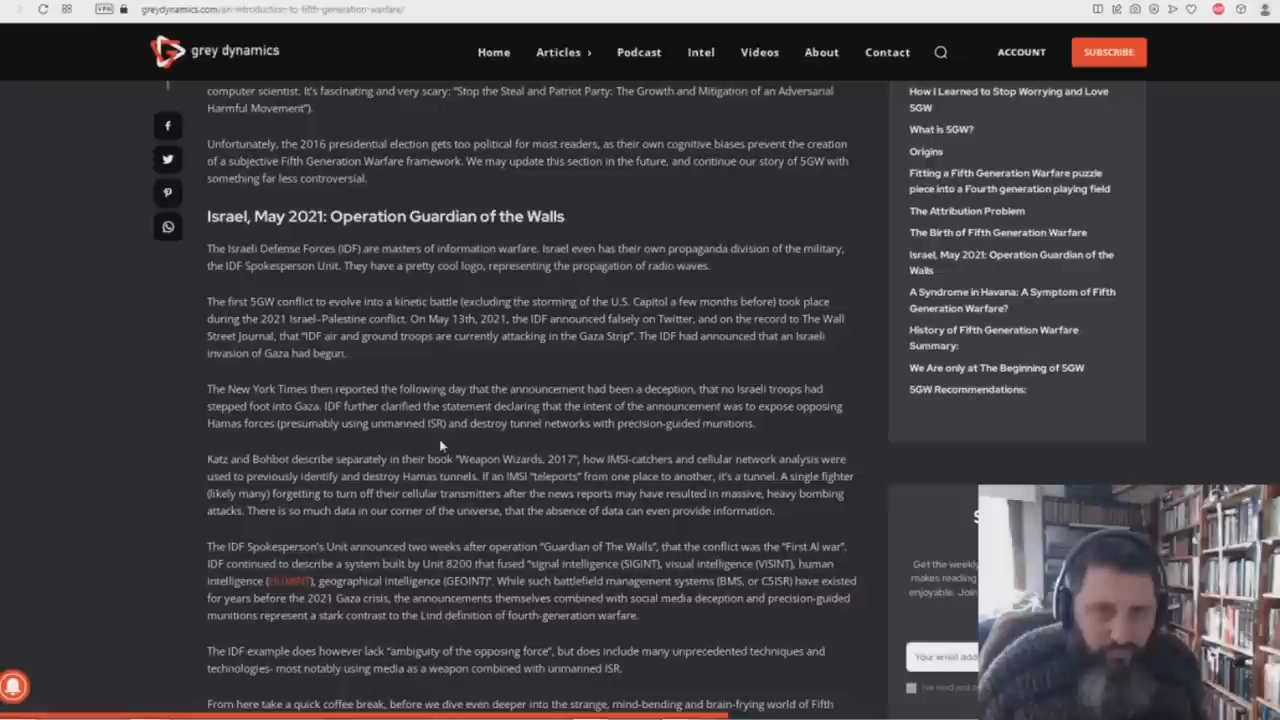 VPN
greydynamics.com/an-introduction-to-fifth-generation-warfare/
grey dynamics
Home
Articles ›
Podcast
Intel
Videos
About
Contact
ACCOUNT
SUBSCRIBE
computer scientist. It's fascinating and very scary: "Stop the Steal and Patriot Party: The Growth and Mitigation of an Adversarial
Harmful Movement").
Unfortunately, the 2016 presidential election gets too political for most readers, as their own cognitive biases prevent the creation
of a subjective Fifth Generation Warfare framework. We may update this section in the future, and continue our story of 5GW with
something far less controversial.
Israel, May 2021: Operation Guardian of the Walls
The Israeli Defense Forces (IDF) are masters of information warfare. Israel even has their own propaganda division of the military,
the IDF Spokesperson Unit. They have a pretty cool logo, representing the propagation of radio waves.
The first 5GW conflict to evolve into a kinetic battle (excluding the storming of the U.S. Capitol a few months before) took place
during the 2021 Israel–Palestine conflict. On May 13th, 2021, the IDF announced falsely on Twitter, and on the record to The Wall
Street Journal, that "IDF air and ground troops are currently attacking in the Gaza Strip". The IDF had announced that an Israeli
invasion of Gaza had begun.
The New York Times then reported the following day that the announcement had been a deception, that no Israeli troops had
stepped foot into Gaza. IDF further clarified the statement declaring that the intent of the announcement was to expose opposing
Hamas forces (presumably using unmanned ISR) and destroy tunnel networks with precision-guided munitions.
Katz and Bohbot describe separately in their book "Weapon Wizards, 2017", how IMSI-catchers and cellular network analysis were
used to previously identify and destroy Hamas tunnels. If an IMSI "teleports" from one place to another, it's a tunnel. A single fighter
(likely many) forgetting to turn off their cellular transmitters after the news reports may have resulted in massive, heavy bombing
attacks. There is so much data in our corner of the universe, that the absence of data can even provide information.
The IDF Spokesperson's Unit announced two weeks after operation "Guardian of The Walls", that the conflict was the "First AI war".
IDF continued to describe a system built by Unit 8200 that fused "signal intelligence (SIGINT), visual intelligence (VISINT), human
intelligence (HUMINT), geographical intelligence (GEOINT)". While such battlefield management systems (BMS, or C5ISR) have existed
for years before the 2021 Gaza crisis, the announcements themselves combined with social media deception and precision-guided
munitions represent a stark contrast to the Lind definition of fourth-generation warfare.
The IDF example does however lack "ambiguity of the opposing force", but does include many unprecedented techniques and
technologies- most notably using media as a weapon combined with unmanned ISR.
From here take a quick coffee break, before we dive even deeper into the strange, mind-bending and brain-frying world of Fifth
How I Learned to Stop Worrying and Love
5GW
What is 5GW?
Origins
Fitting a Fifth Generation Warfare puzzle
piece into a Fourth generation playing field
The Attribution Problem
The Birth of Fifth Generation Warfare
Israel, May 2021: Operation Guardian of the
Walls
A Syndrome in Havana: A Symptom of Fifth
Generation Warfare?
History of Fifth Generation Warfare
Summary:
We Are only at The Beginning of 5GW
5GW Recommendations:
Get the weekly
makes reading
enjoyable. Join
Your email add
I've read and